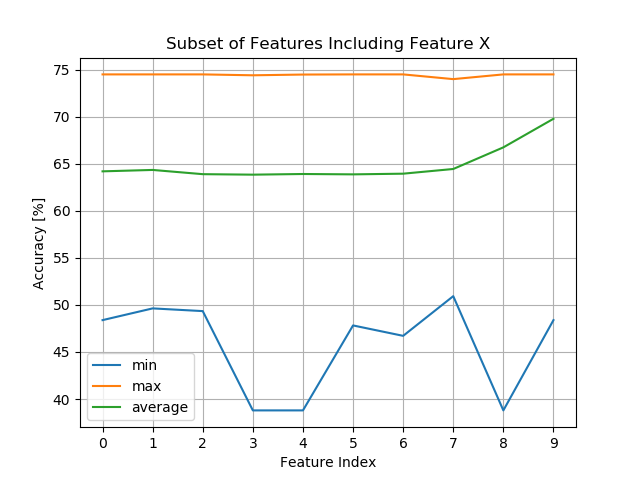 Subset of Features Including Feature X
Accuracy [%]
75
70
65
60
55
50
45
40
min
max
average
0 1 2 3 4 5 6 7 8 9
Feature Index